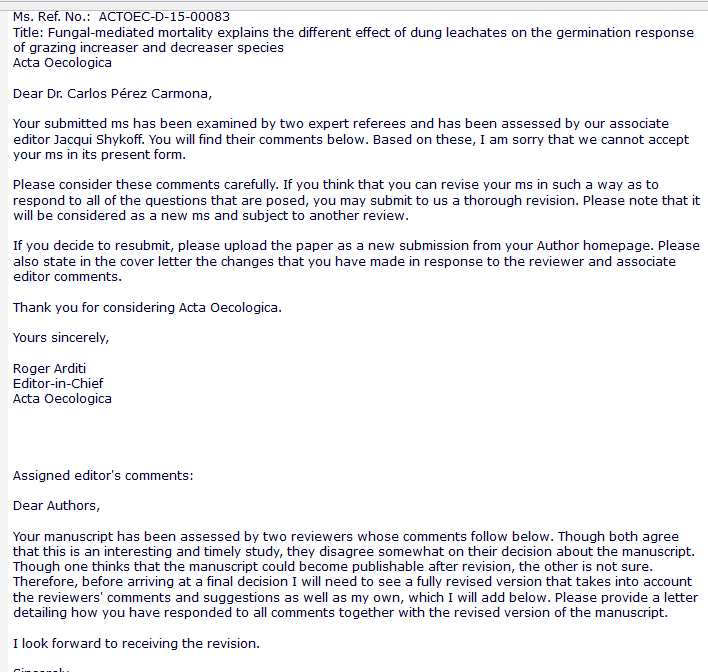 Ms. Ref. No.:  ACTOEC-D-15-00083
Title: Fungal-mediated mortality explains the different effect of dung leachates on the germination response
of grazing increaser and decreaser species
Acta Oecologica
Dear Dr. Carlos Pérez Carmona,
Your submitted ms has been examined by two expert referees and has been assessed by our associate
editor Jacqui Shykoff. You will find their comments below. Based on these, I am sorry that we cannot accept
your ms in its present form.
Please consider these comments carefully. If you think that you can revise your ms in such a way as to
respond to all of the questions that are posed, you may submit to us a thorough revision. Please note that it
will be considered as a new ms and subject to another review.
If you decide to resubmit, please upload the paper as a new submission from your Author homepage. Please
also state in the cover letter the changes that you have made in response to the reviewer and associate
editor comments.
Thank you for considering Acta Oecologica.
Yours sincerely,
Roger Arditi
Editor-in-Chief
Acta Oecologica
Assigned editor's comments:
Dear Authors,
Your manuscript has been assessed by two reviewers whose comments follow below. Though both agree
that this is an interesting and timely study, they disagree somewhat on their decision about the manuscript.
Though one thinks that the manuscript could become publishable after revision, the other is not sure.
Therefore, before arriving at a final decision I will need to see a fully revised version that takes into account
the reviewers' comments and suggestions as well as my own, which I will add below. Please provide a letter
detailing how you have responded to all comments together with the revised version of the manuscript.
I look forward to receiving the revision.